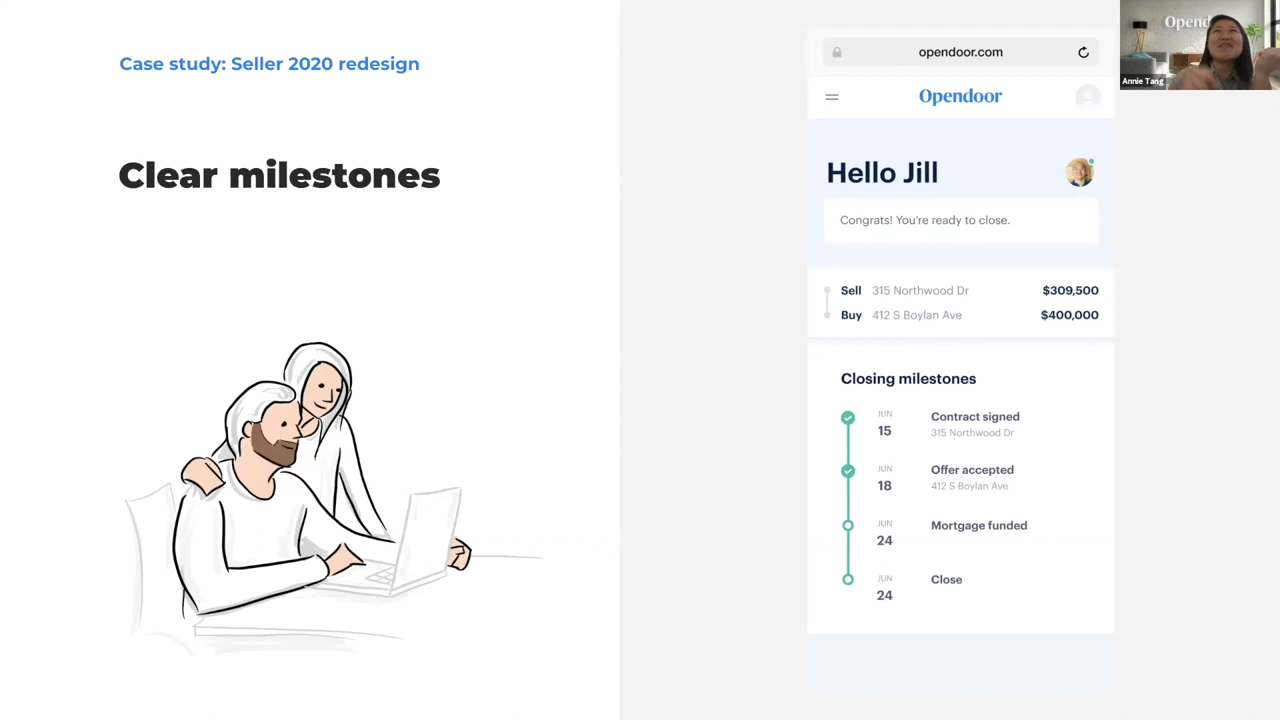 Case study: Seller 2020 redesign
Clear milestones
opendoor.com
Opendoor
Hello Jill
Congrats! You're ready to close.
Sell 315 Northwood Dr $309,500
Buy 412 S Boylan Ave $400,000
Closing milestones
JUN
15
Contract signed
315 Northwood Dr
JUN
18
Offer accepted
412 S Boylan Ave
JUN
24
Mortgage funded
JUN
24
Close
Opend
Annie Tang